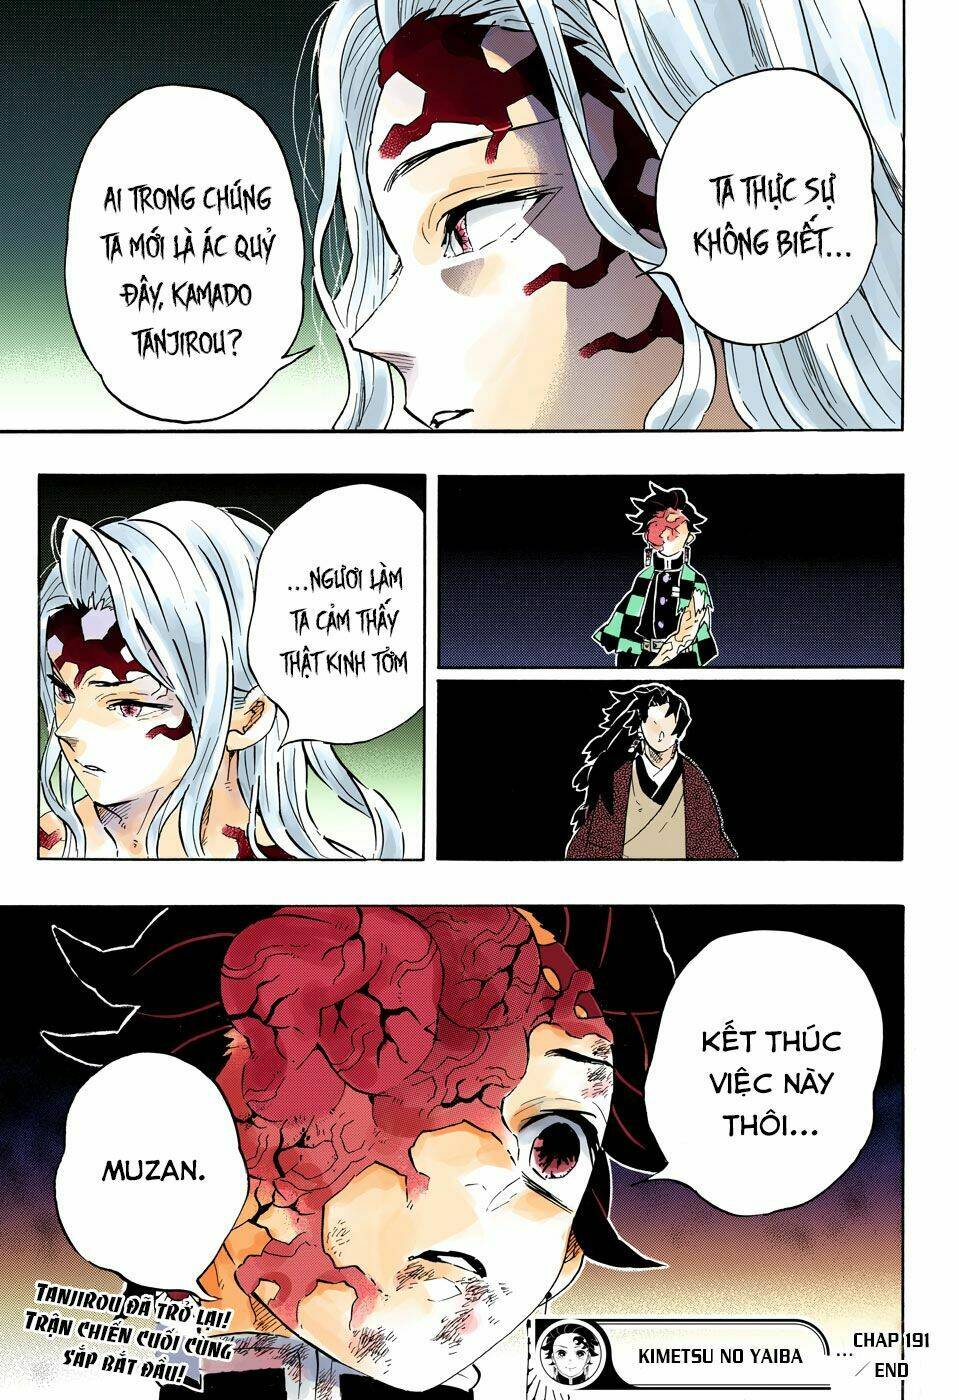 TA THỰC SỰ
KHÔNG BIẾT...
AI TRONG CHÚNG
TA MỚI LÀ ÁC QUỶ
ĐÂY, KAMADO
TANJIROU?
...NGƯƠI LÀM
TA CẢM THẤY
THẬT KINH TỞM
KẾT THÚC
VIỆC NÀY
THÔI...
MUZAN.
TANJIROU ĐÃ TRỞ LẠI!
TRẬN CHIẾN CUỐI CÙNG
SẮP BẮT ĐẦU!
KIMETSU NO YAIBA
...CHAP 191
END